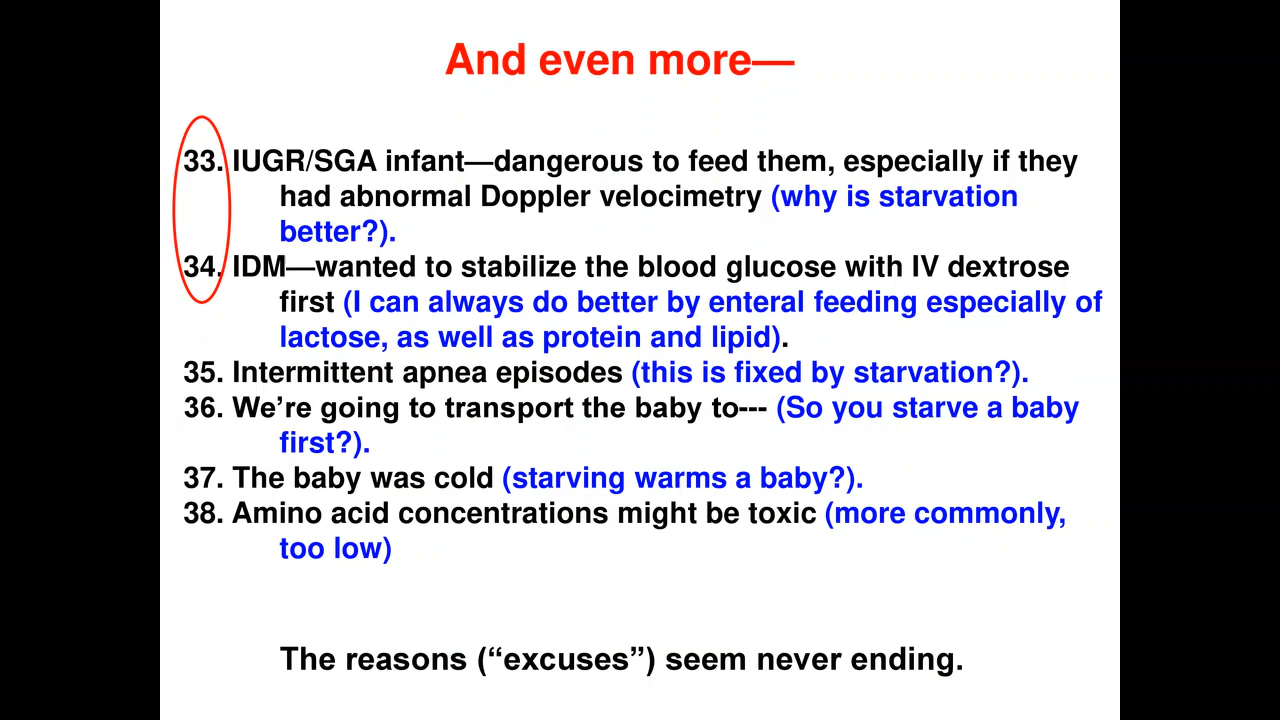 And even more—
33. IUGR/SGA infant—dangerous to feed them, especially if they
had abnormal Doppler velocimetry (why is starvation
better?).
34. IDM—wanted to stabilize the blood glucose with IV dextrose
first (I can always do better by enteral feeding especially of
lactose, as well as protein and lipid).
35. Intermittent apnea episodes (this is fixed by starvation?).
36. We’re going to transport the baby to--- (So you starve a baby
first?).
37. The baby was cold (starving warms a baby?).
38. Amino acid concentrations might be toxic (more commonly,
too low)
The reasons (“excuses”) seem never ending.